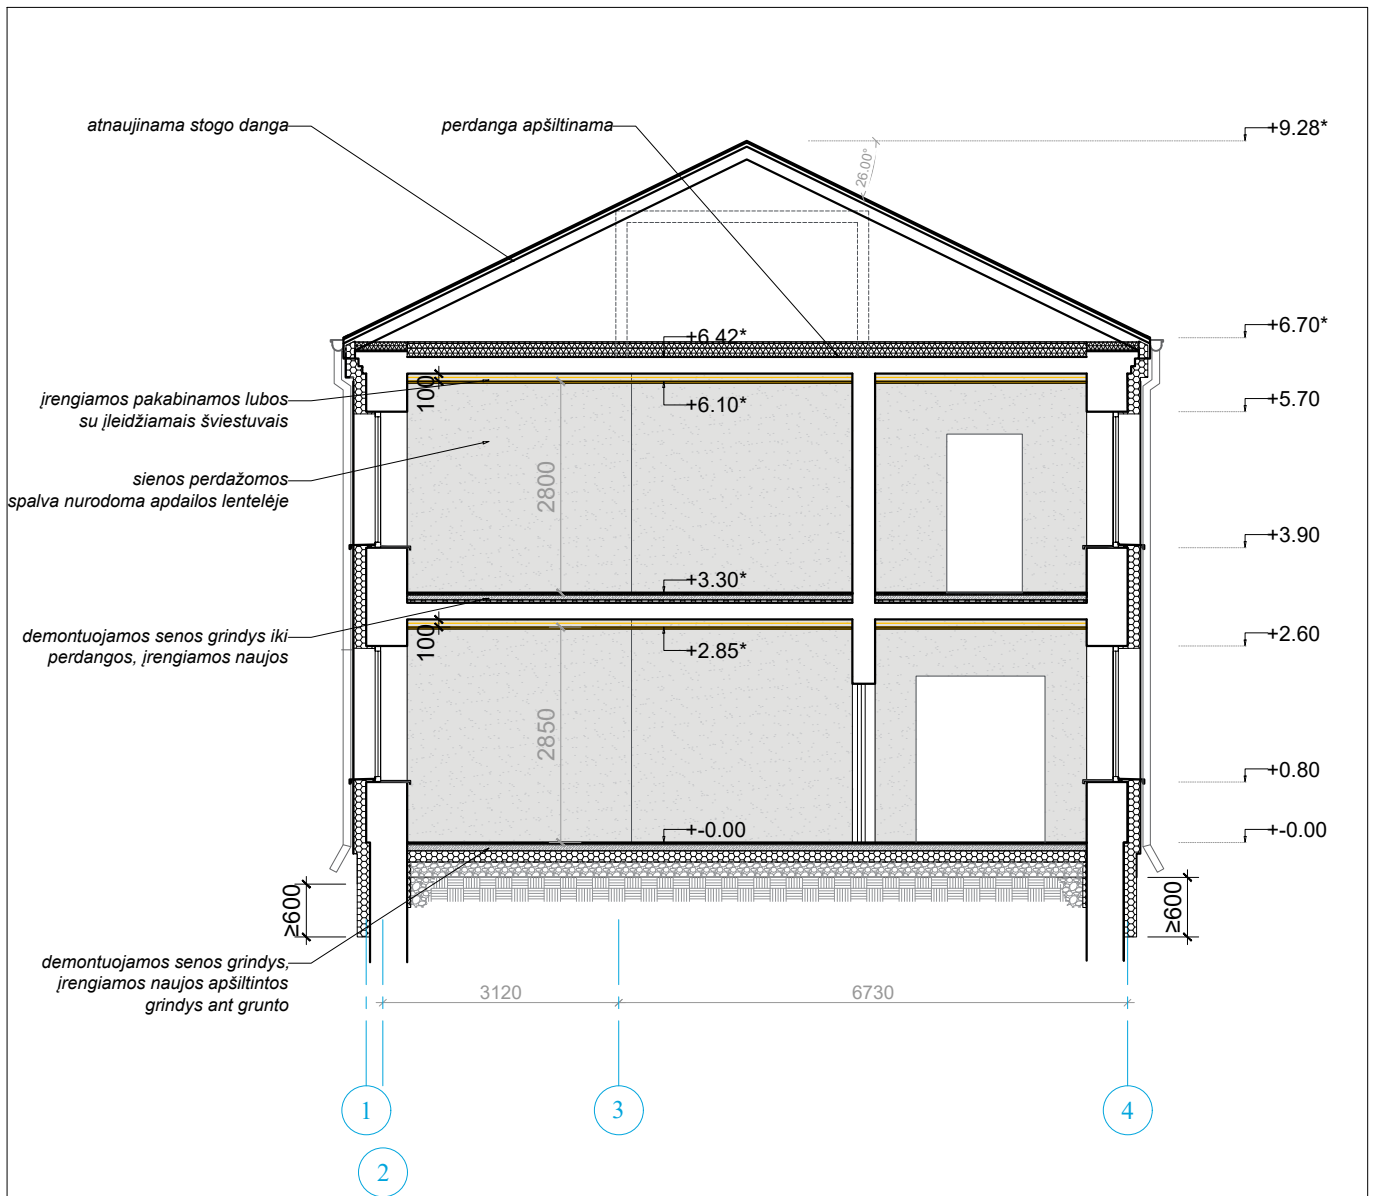 atnaujinama stogo danga
perdanga apšiltinama
+9.28*
26.00°
+6.70*
+6.42*
100
įrengiamos pakabinamos lubos
su įleidžiamais šviestuvais
+6.10*
+5.70
sienos perdažomos
spalva nurodoma apdailos lentelėje
2800
+3.90
+3.30*
demontuojamos senos grindys iki
perdangos, įrengiamos naujos
100
+2.85*
+2.60
2850
+0.80
+-0.00
+-0.00
≥600
≥600
demontuojamos senos grindys,
įrengiamos naujos apšiltintos
grindys ant grunto
3120
6730
1
3
4
2